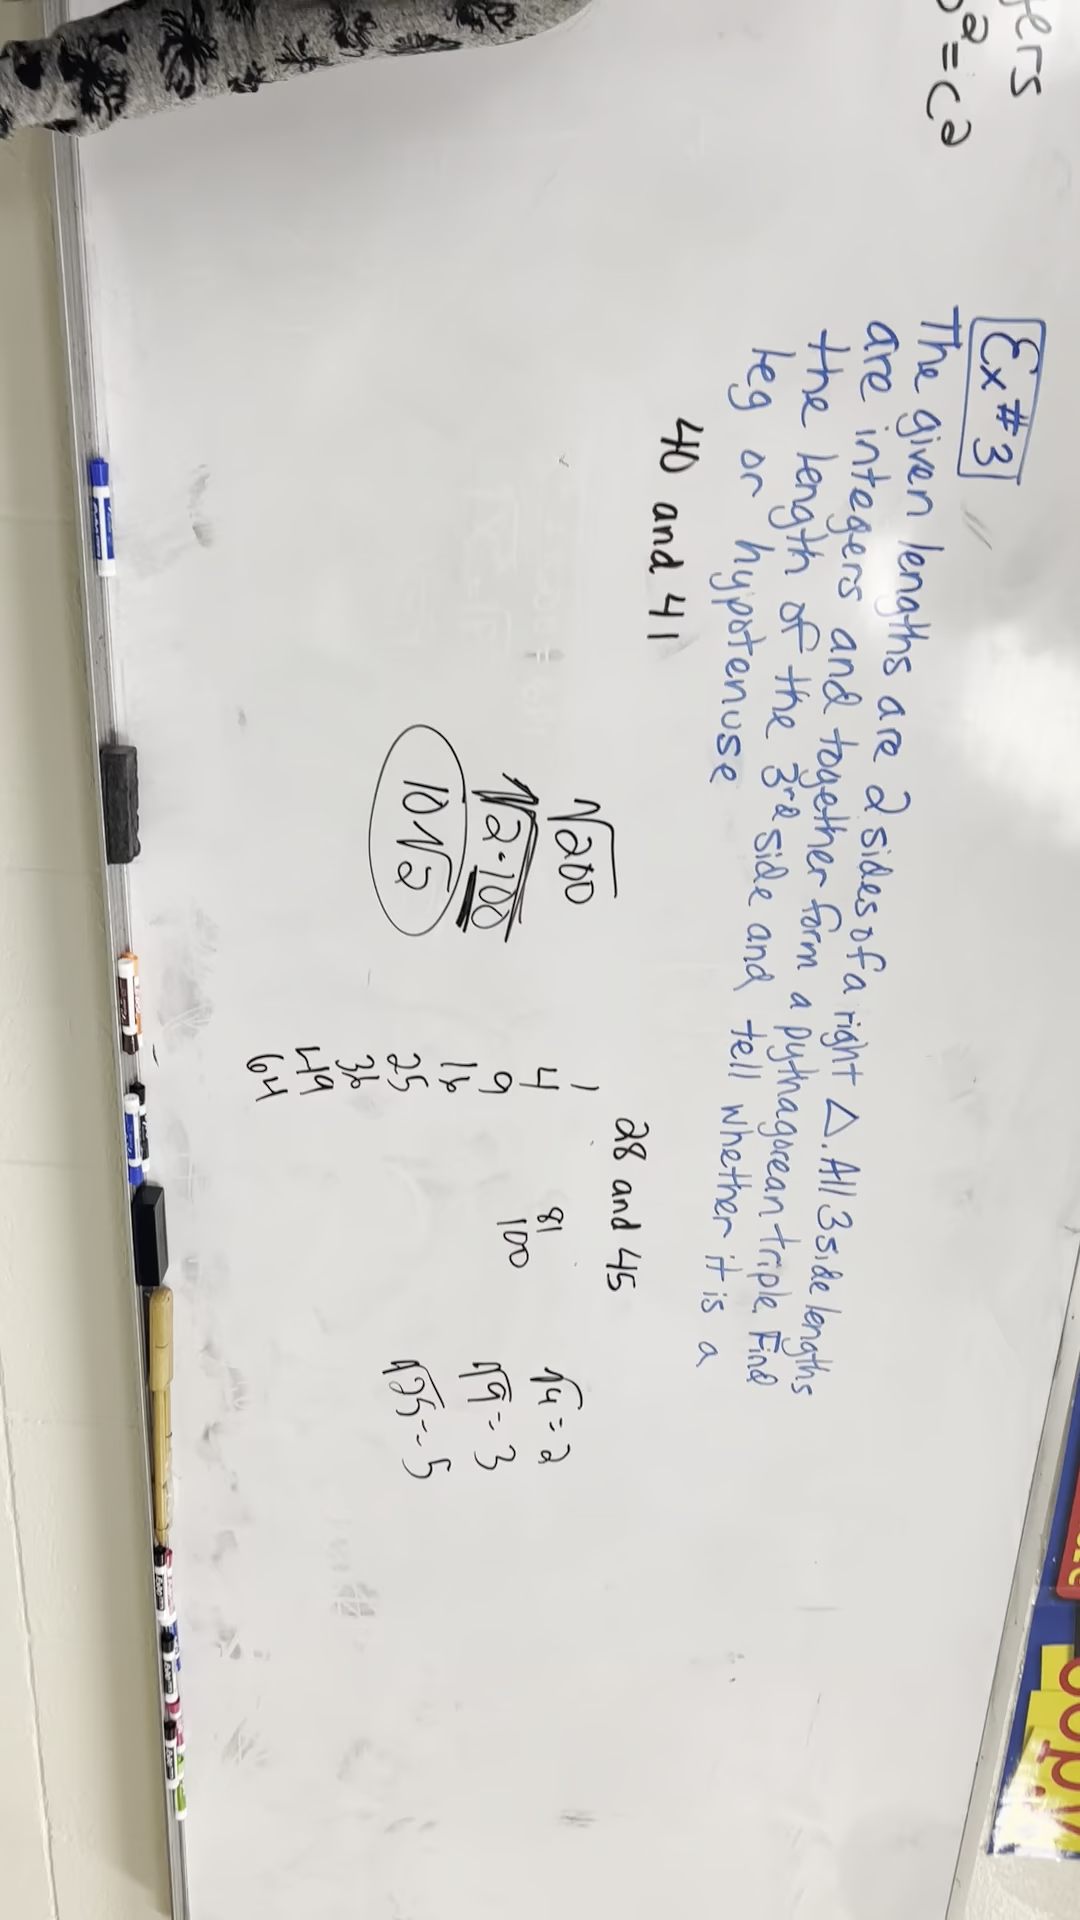 gers
b2 = c2
Ex #3
The given lengths are 2 sides of a right △. All 3 side lengths
are integers and together form a pythagorean triple. Find
the length of the 3rd side and tell whether it is a
leg or hypotenuse
40 and 41
28 and 45
√200
√2·100
10√2
1
4
9
16
25
36
49
64
81
100
√4 = 2
√9 = 3
√25 = 5